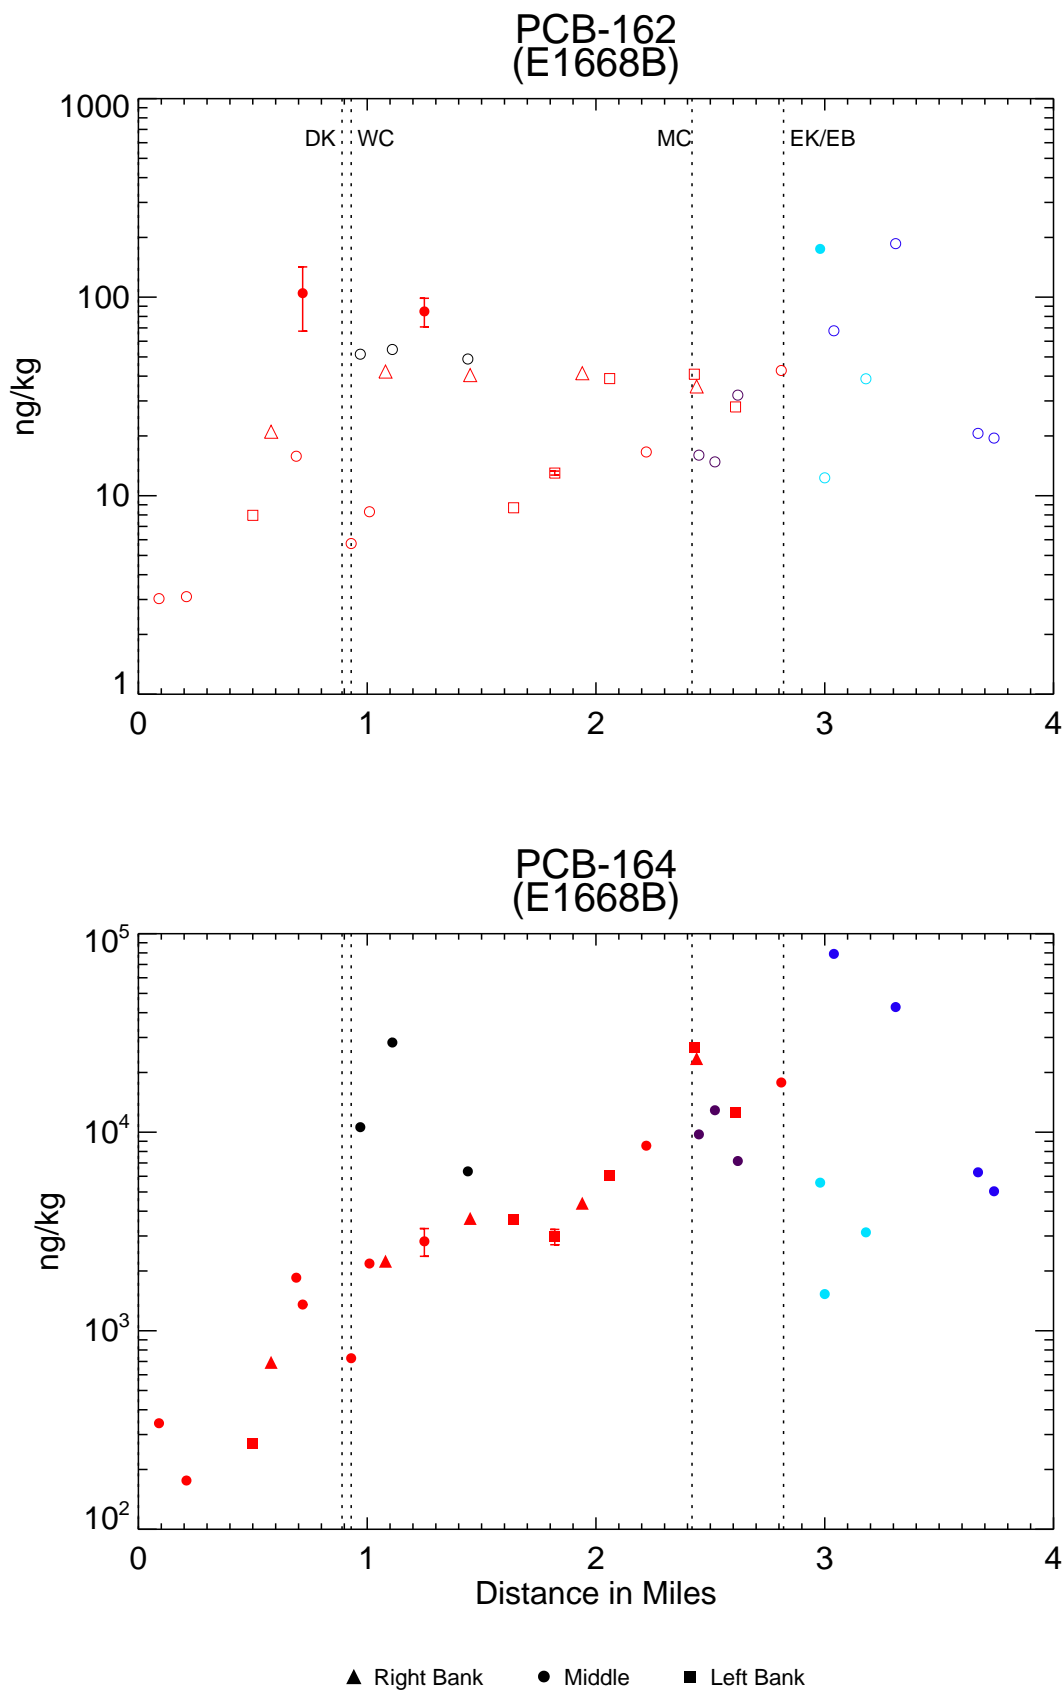 PCB-162
(E1668B)
1000
100
10
1
ng/kg
DK WC MC EK/EB
0 1 2 3 4
PCB-164
(E1668B)
10^5
10^4
10^3
10^2
ng/kg
0 1 2 3 4
Distance in Miles
Right Bank Middle Left Bank